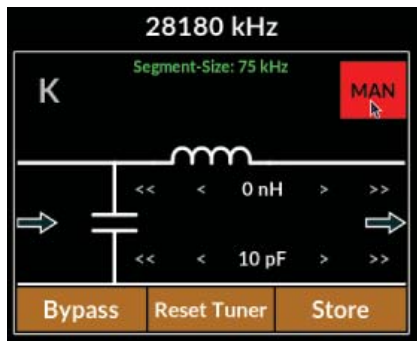 28180 kHz
Segment-Size: 75 kHz
K
MAN
<< < 0 nH > >>
<< < 10 pF > >>
Bypass Reset Tuner Store